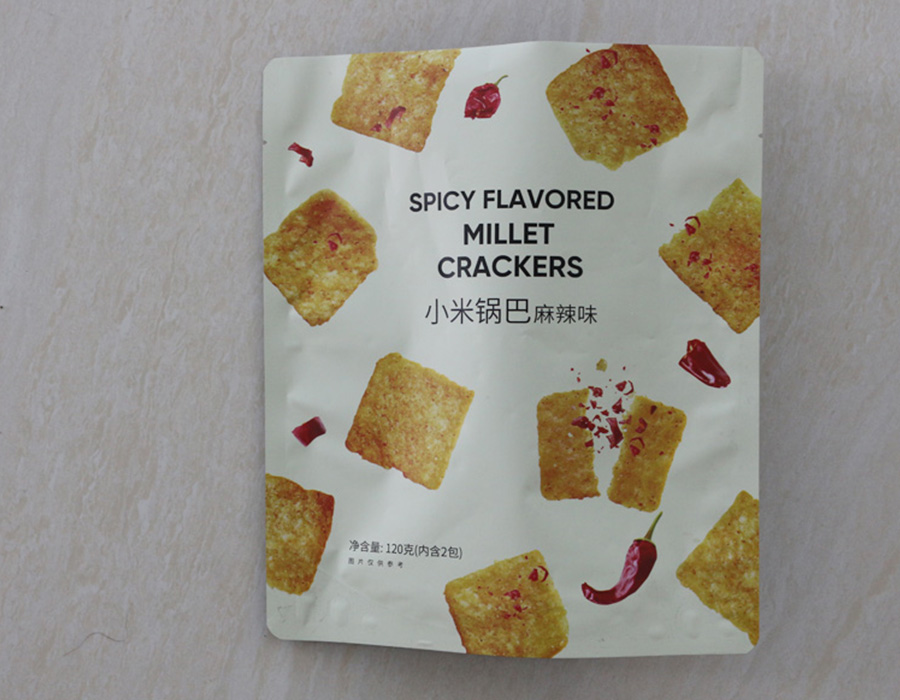 SPICY FLAVORED
MILLET
CRACKERS
小米锅巴麻辣味
净含量: 120克(内含2包)
图片仅供参考